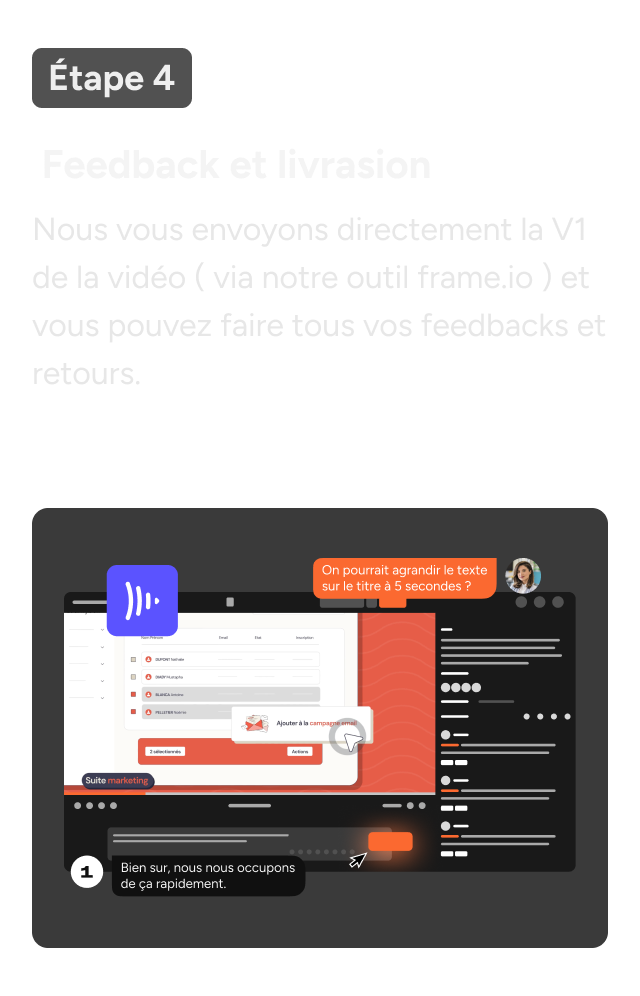 Étape 4
Feedback et livrasion
Nous vous envoyons directement la V1
de la vidéo ( via notre outil frame.io ) et
vous pouvez faire tous vos feedbacks et
retours.
On pourrait agrandir le texte
sur le titre à 5 secondes ?
Email
Etat
Inscription
DUPONT Nathalie
BLANCA Antoine
PELLETIER Noémie
Ajouter à la campagne email
2 sélectionnés
Actions
Suite marketing
1
Bien sur, nous nous occupons
de ça rapidement.